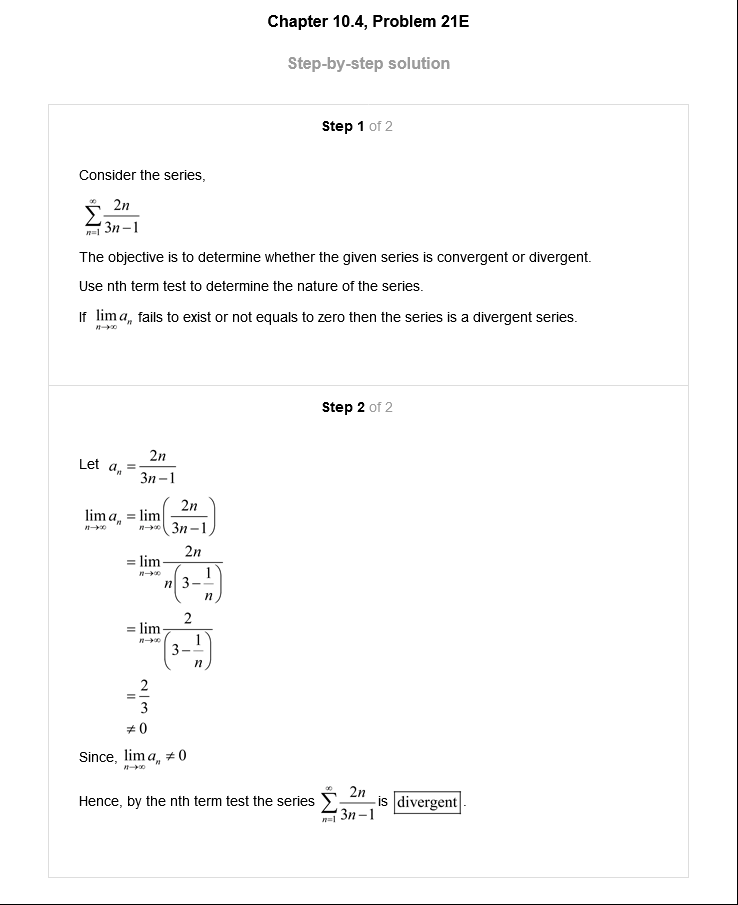 Chapter 10.4, Problem 21E
Step-by-step solution
Step 1 of 2
Consider the series,
$\sum_{n=1}^{\infty} \frac{2n}{3n-1}$
The objective is to determine whether the given series is convergent or divergent.
Use nth term test to determine the nature of the series.
If $\lim_{n\to\infty} a_n$ fails to exist or not equals to zero then the series is a divergent series.
Step 2 of 2
Let $a_n = \frac{2n}{3n-1}$
$\lim_{n\to\infty} a_n = \lim_{n\to\infty} \left( \frac{2n}{3n-1} \right)$
$= \lim_{n\to\infty} \frac{2n}{n\left(3-\frac{1}{n}\right)}$
$= \lim_{n\to\infty} \frac{2}{\left(3-\frac{1}{n}\right)}$
$= \frac{2}{3}$
$\neq 0$
Since, $\lim_{n\to\infty} a_n \neq 0$
Hence, by the nth term test the series $\sum_{n=1}^{\infty} \frac{2n}{3n-1}$ is $\boxed{\text{divergent}}$.